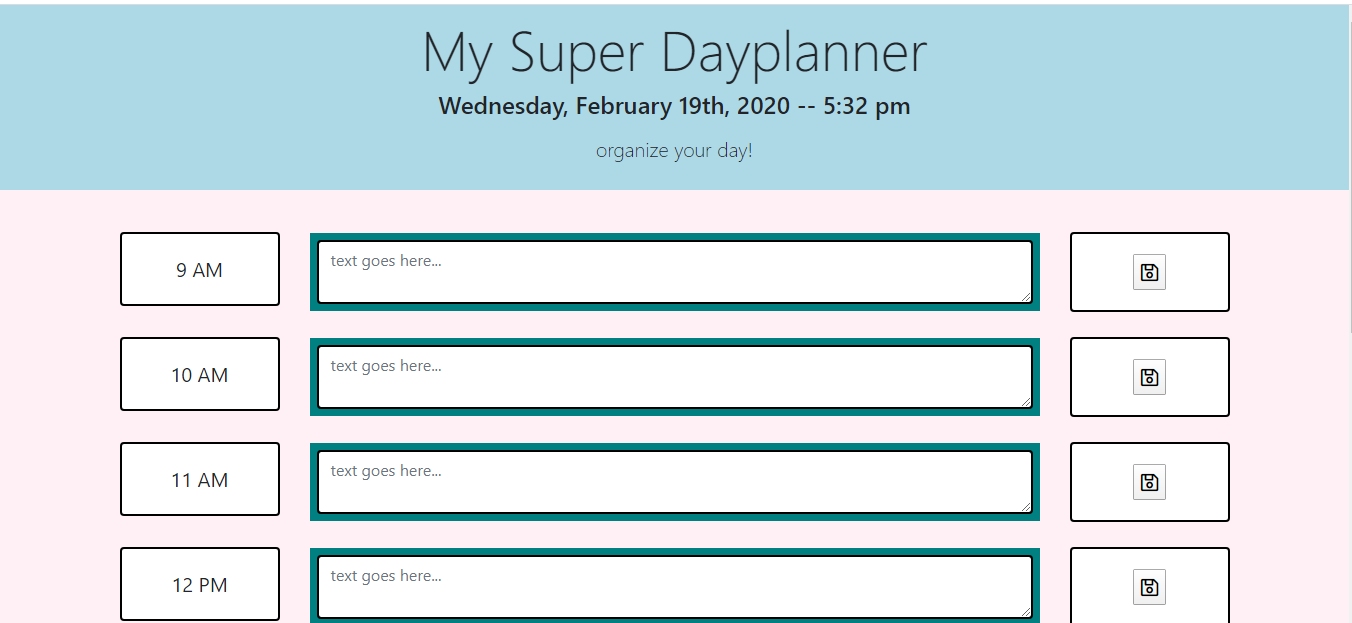 My Super Dayplanner
Wednesday, February 19th, 2020 -- 5:32 pm
organize your day!
9 AM
text goes here...
10 AM
text goes here...
11 AM
text goes here...
12 PM
text goes here...